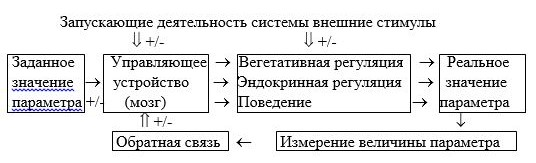 Запускающие деятельность системы внешние стимулы
⇓ +/- ⇓ +/-
Заданное Управляющее → Вегетативная регуляция → Реальное
значение → устройство → Эндокринная регуляция → значение
параметра +/- (мозг) → Поведение → параметра
⇑ +/- ↓
Обратная связь ← Измерение величины параметра